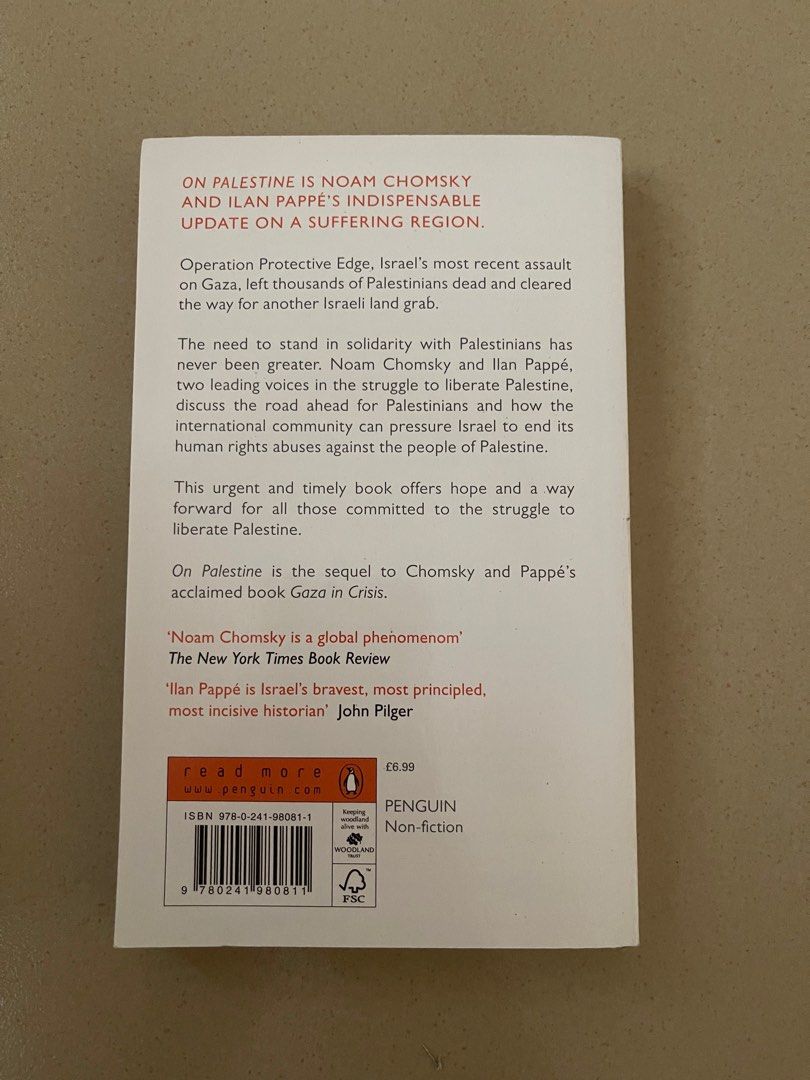 ON PALESTINE IS NOAM CHOMSKY
AND ILAN PAPPÉ'S INDISPENSABLE
UPDATE ON A SUFFERING REGION.
Operation Protective Edge, Israel's most recent assault
on Gaza, left thousands of Palestinians dead and cleared
the way for another Israeli land grab.
The need to stand in solidarity with Palestinians has
never been greater. Noam Chomsky and Ilan Pappé,
two leading voices in the struggle to liberate Palestine,
discuss the road ahead for Palestinians and how the
international community can pressure Israel to end its
human rights abuses against the people of Palestine.
This urgent and timely book offers hope and a way
forward for all those committed to the struggle to
liberate Palestine.
On Palestine is the sequel to Chomsky and Pappé's
acclaimed book Gaza in Crisis.
'Noam Chomsky is a global phenomenom'
The New York Times Book Review
'Ilan Pappé is Israel's bravest, most principled,
most incisive historian' John Pilger
read more
www.penguin.com
£6.99
PENGUIN
Non-fiction
ISBN 978-0-241-98081-1
9 780241 980811
Keeping
woodland
alive with
WOODLAND
TRUST
™
FSC